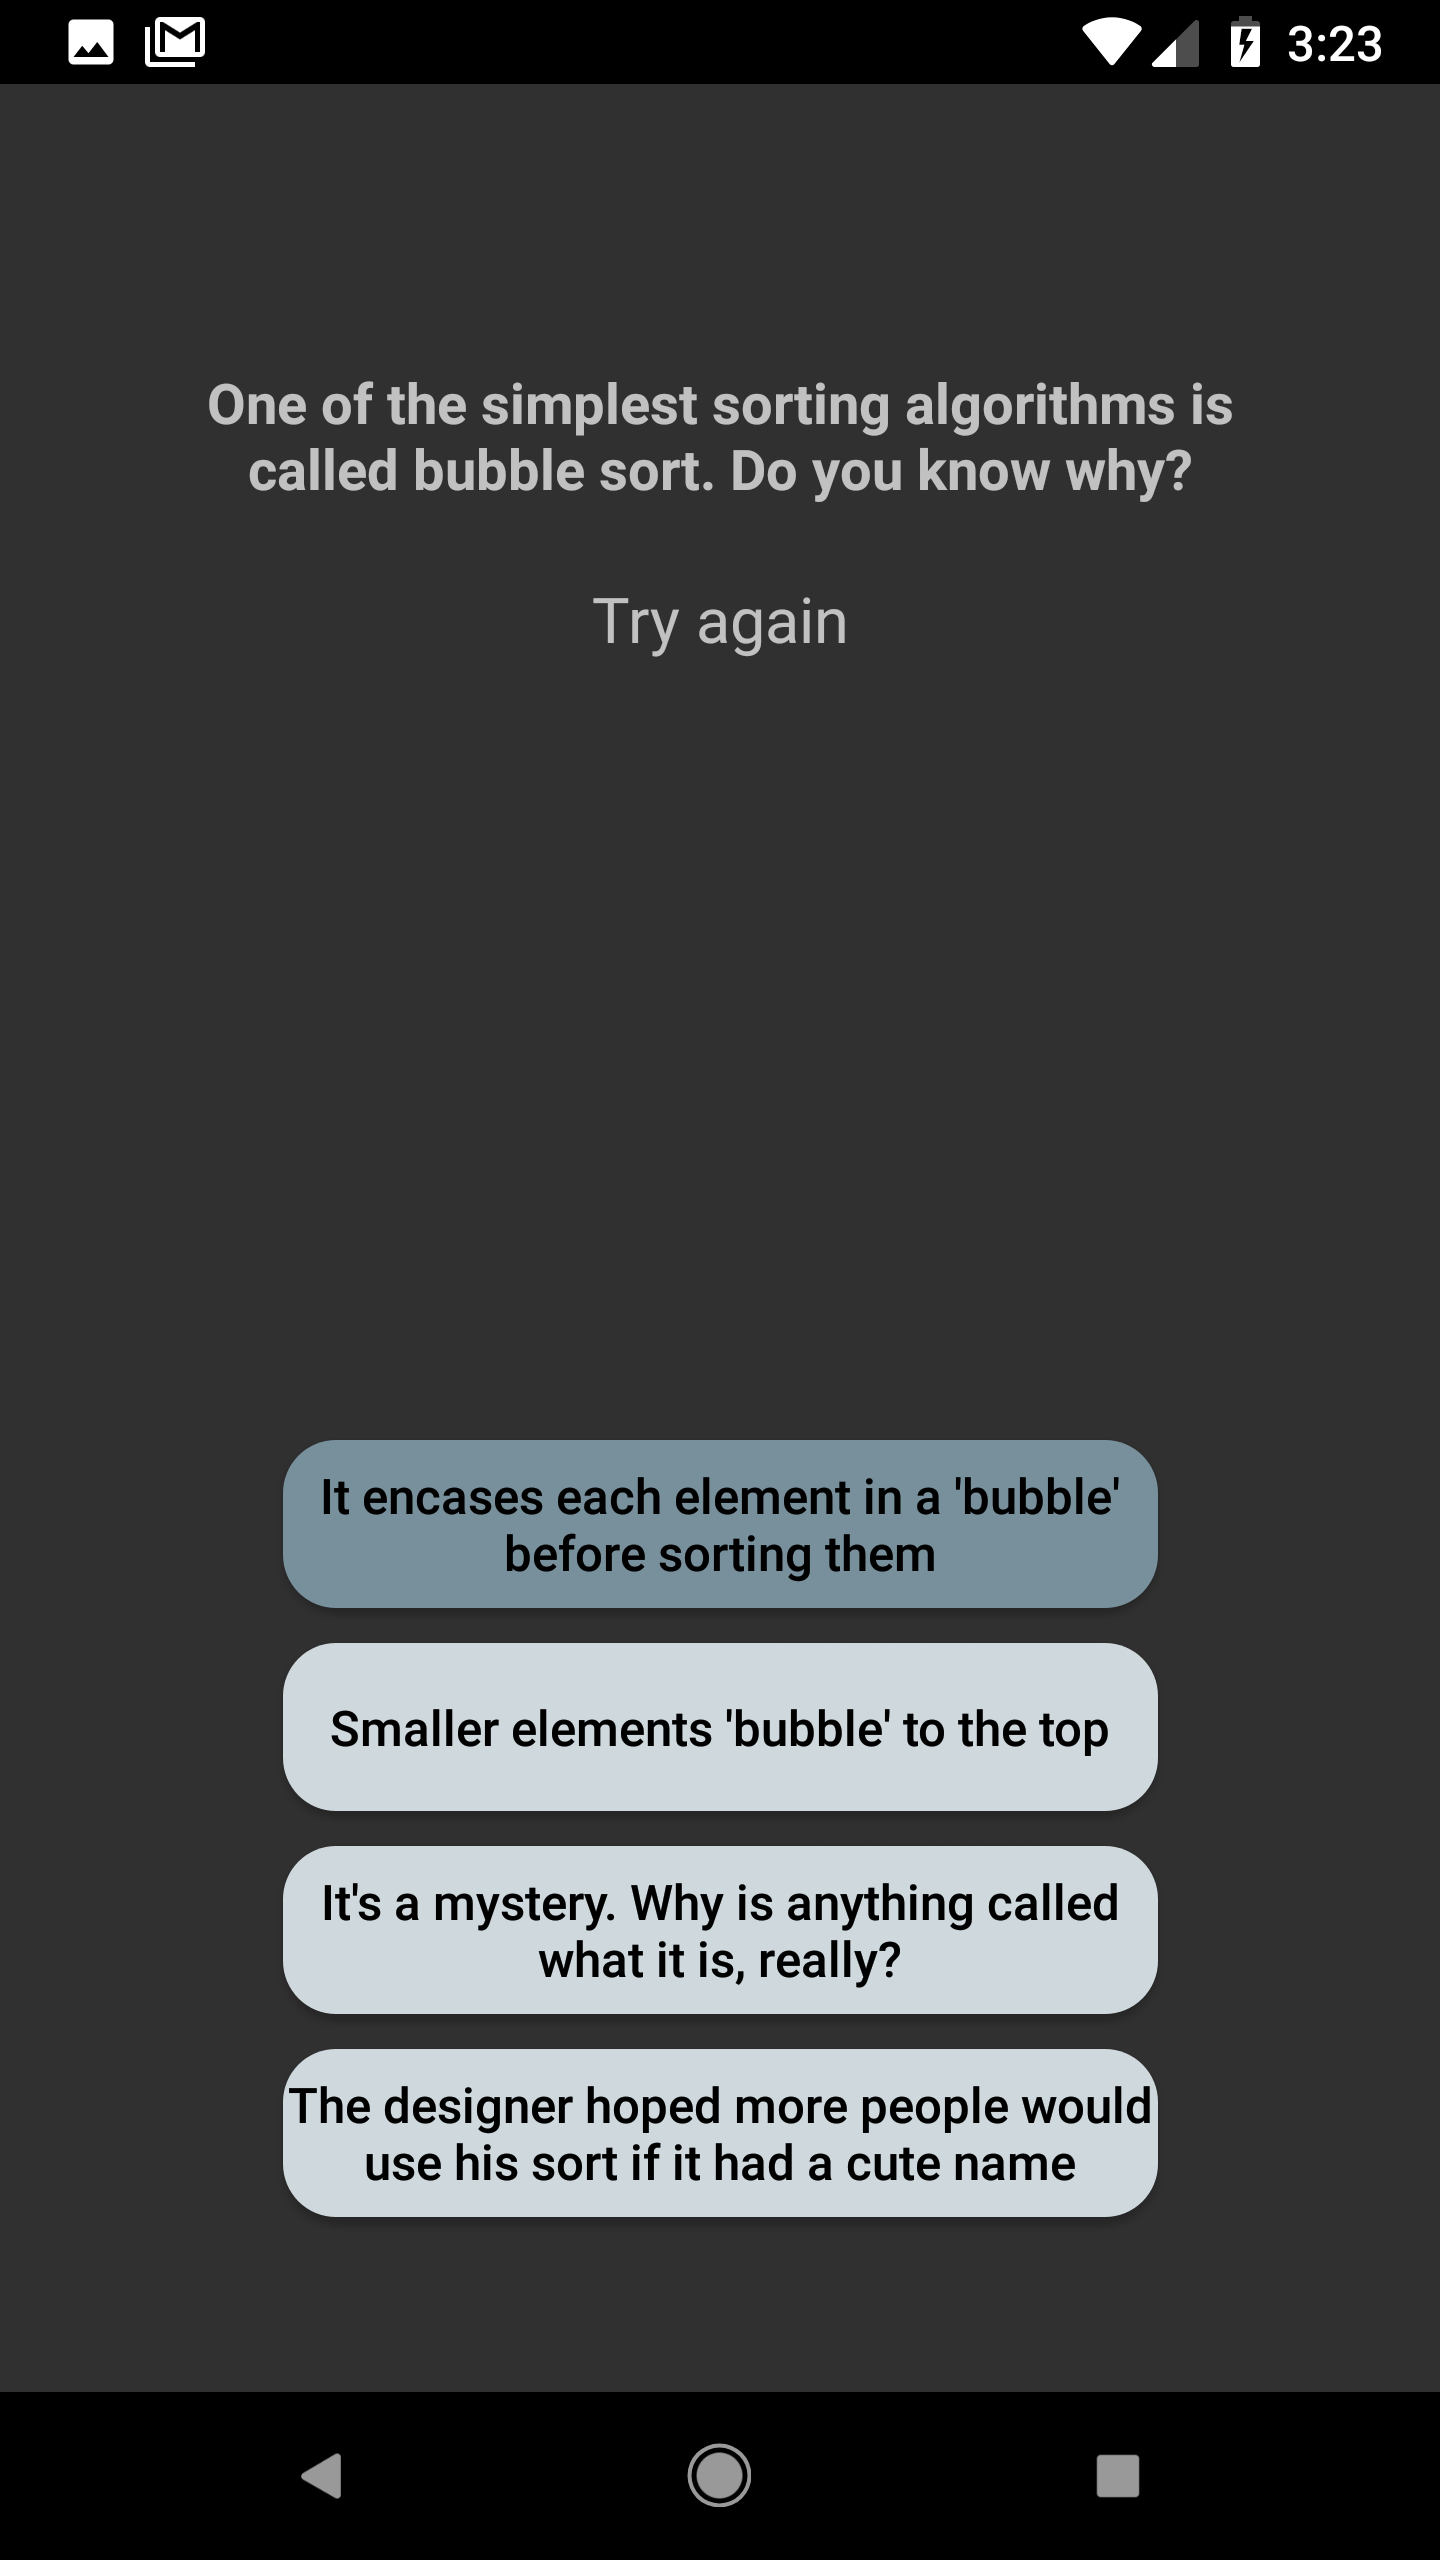 3:23
One of the simplest sorting algorithms is
called bubble sort. Do you know why?
Try again
It encases each element in a 'bubble'
before sorting them
Smaller elements 'bubble' to the top
It's a mystery. Why is anything called
what it is, really?
The designer hoped more people would
use his sort if it had a cute name